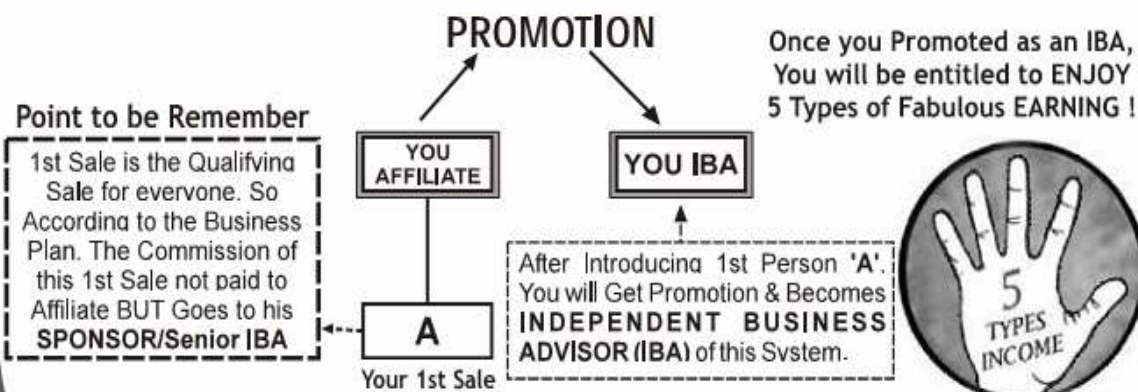 PROMOTION
Once you Promoted as an IBA,
You will be entitled to ENJOY
5 Types of Fabulous EARNING !
Point to be Remember
1st Sale is the Qualifying
Sale for everyone. So
According to the Business
Plan. The Commission of
this 1st Sale not paid to
Affiliate BUT Goes to his
SPONSOR/Senior IBA
YOU
AFFILIATE
YOU IBA
A
Your 1st Sale
After Introducing 1st Person 'A'.
You will Get Promotion & Becomes
INDEPENDENT BUSINESS
ADVISOR (IBA) of this System.
5
TYPES
INCOME